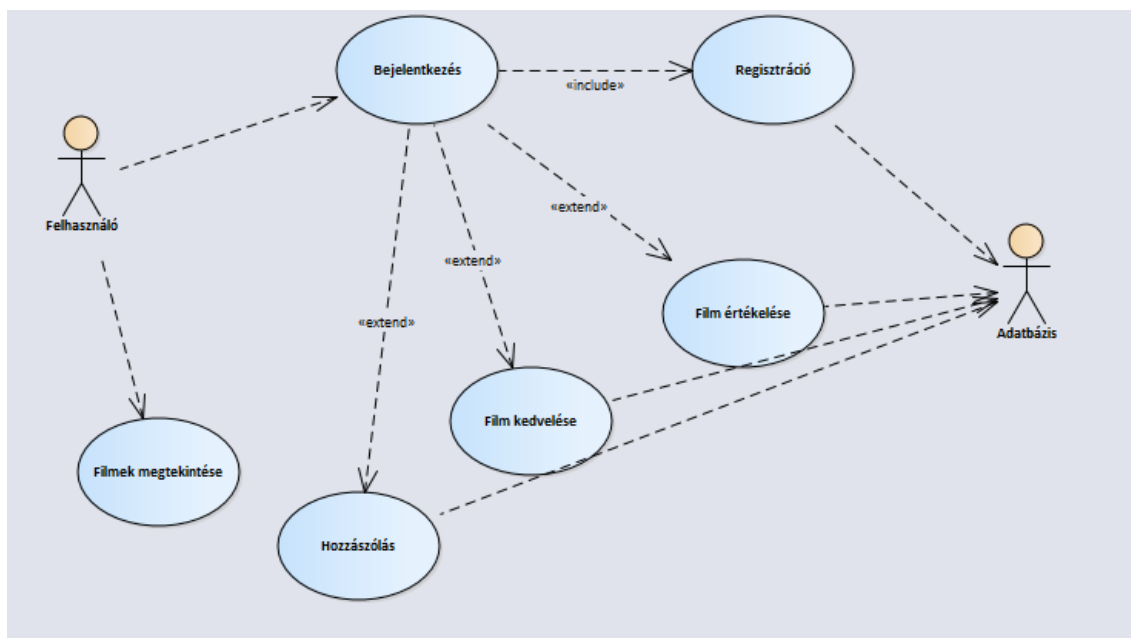 Bejelentkezés
Regisztráció
«include»
Felhasználó
«extend»
«extend»
«extend»
Film értékelése
Adatbázis
Film kedvelése
Filmek megtekintése
Hozzászólás